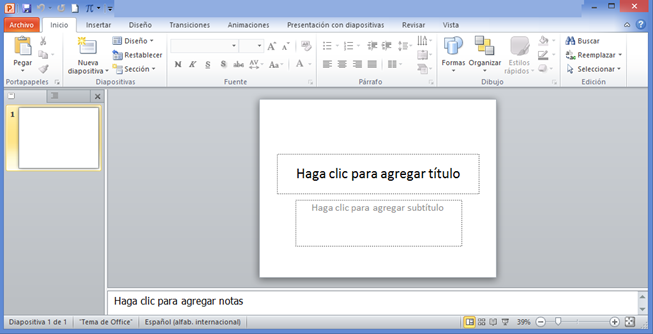 P
Archivo Inicio Insertar Diseño Transiciones Animaciones Presentación con diapositivas Revisar Vista
Pegar
Nueva diapositiva
Diseño
Restablecer
Sección
N K S S abc AV Aa A
A A
Formas
Organizar
Estilos rápidos
Buscar
Reemplazar
Seleccionar
Portapapeles Diapositivas Fuente Párrafo Dibujo Edición
1
Haga clic para agregar título
Haga clic para agregar subtítulo
Haga clic para agregar notas
Diapositiva 1 de 1 "Tema de Office" Español (alfab. internacional) 39%